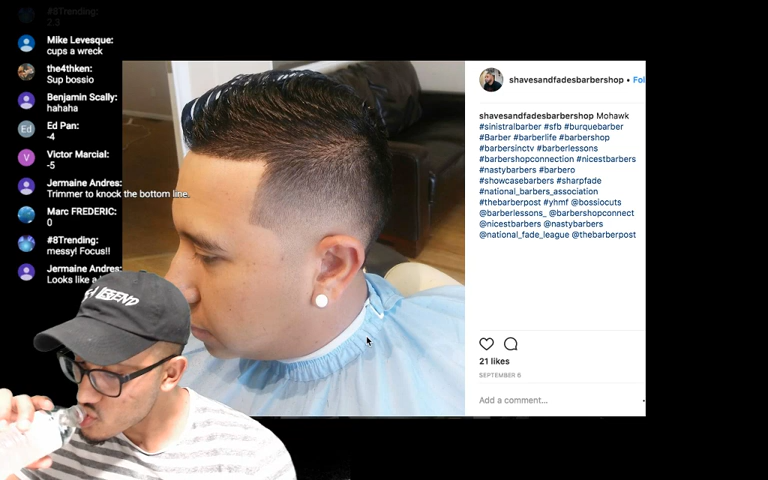 #8Trending:
2.3
Mike Levesque:
cups a wreck
the4thken:
Sup bossio
Benjamin Scally:
hahaha
Ed Pan:
-4
Victor Marcial:
-5
Jermaine Andres:
Trimmer to knock the bottom line.
Marc FREDERIC:
0
#8Trending:
messy! Focus!!
Jermaine Andres:
Looks like a
shavesandfadesbarbershop •
shavesandfadesbarbershop Mohawk
#sinistralbarber #sfb #burquebarber
#Barber #barberlife #barbershop
#barbersinctv #barberlessons
#barbershopconnection #nicestbarbers
#nastybarbers #barbero
#showcasebarbers #sharpfade
#national_barbers_association
#thebarberpost #yhmf @bossiocuts
@barberlessons_ @barbershopconnect
@nicestbarbers @nastybarbers
@national_fade_league @thebarberpost
21 likes
SEPTEMBER 6
Add a comment...